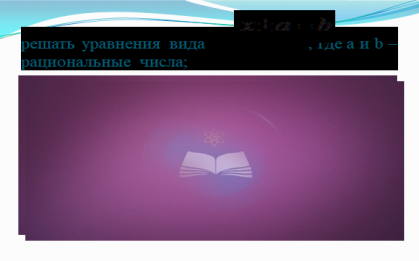 решать уравнения вида , где a и b –
рациональные числа;